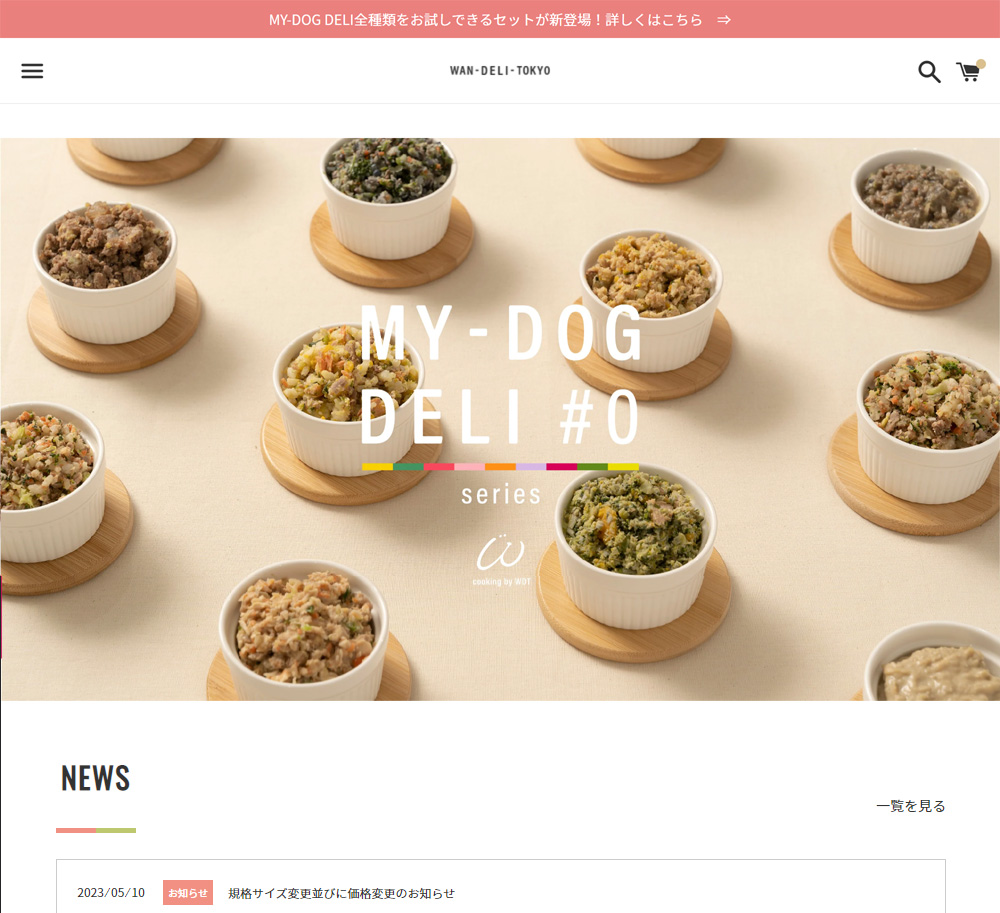 MY-DOG DELI全種類をお試しできるセットが新登場！詳しくはこちら　⇒
WAN-DELI-TOKYO
MY-DOG
DELI #0
series
cooking by WDT
NEWS
一覧を見る
2023/05/10 お知らせ 規格サイズ変更並びに価格変更のお知らせ